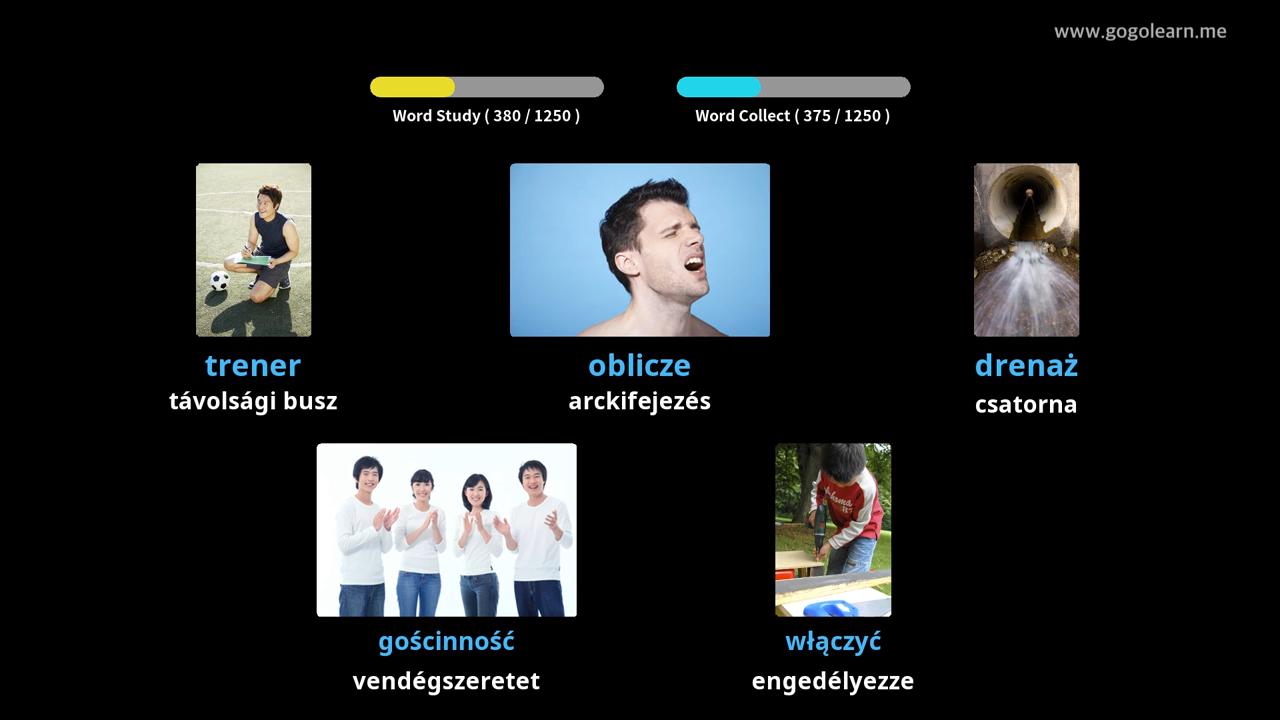 www.gogolearn.me
Word Study ( 380 / 1250 )
Word Collect ( 375 / 1250 )
trener
távolsági busz
oblicze
arckifejezés
drenaż
csatorna
gościnność
vendégszeretet
włączyć
engedélyezze